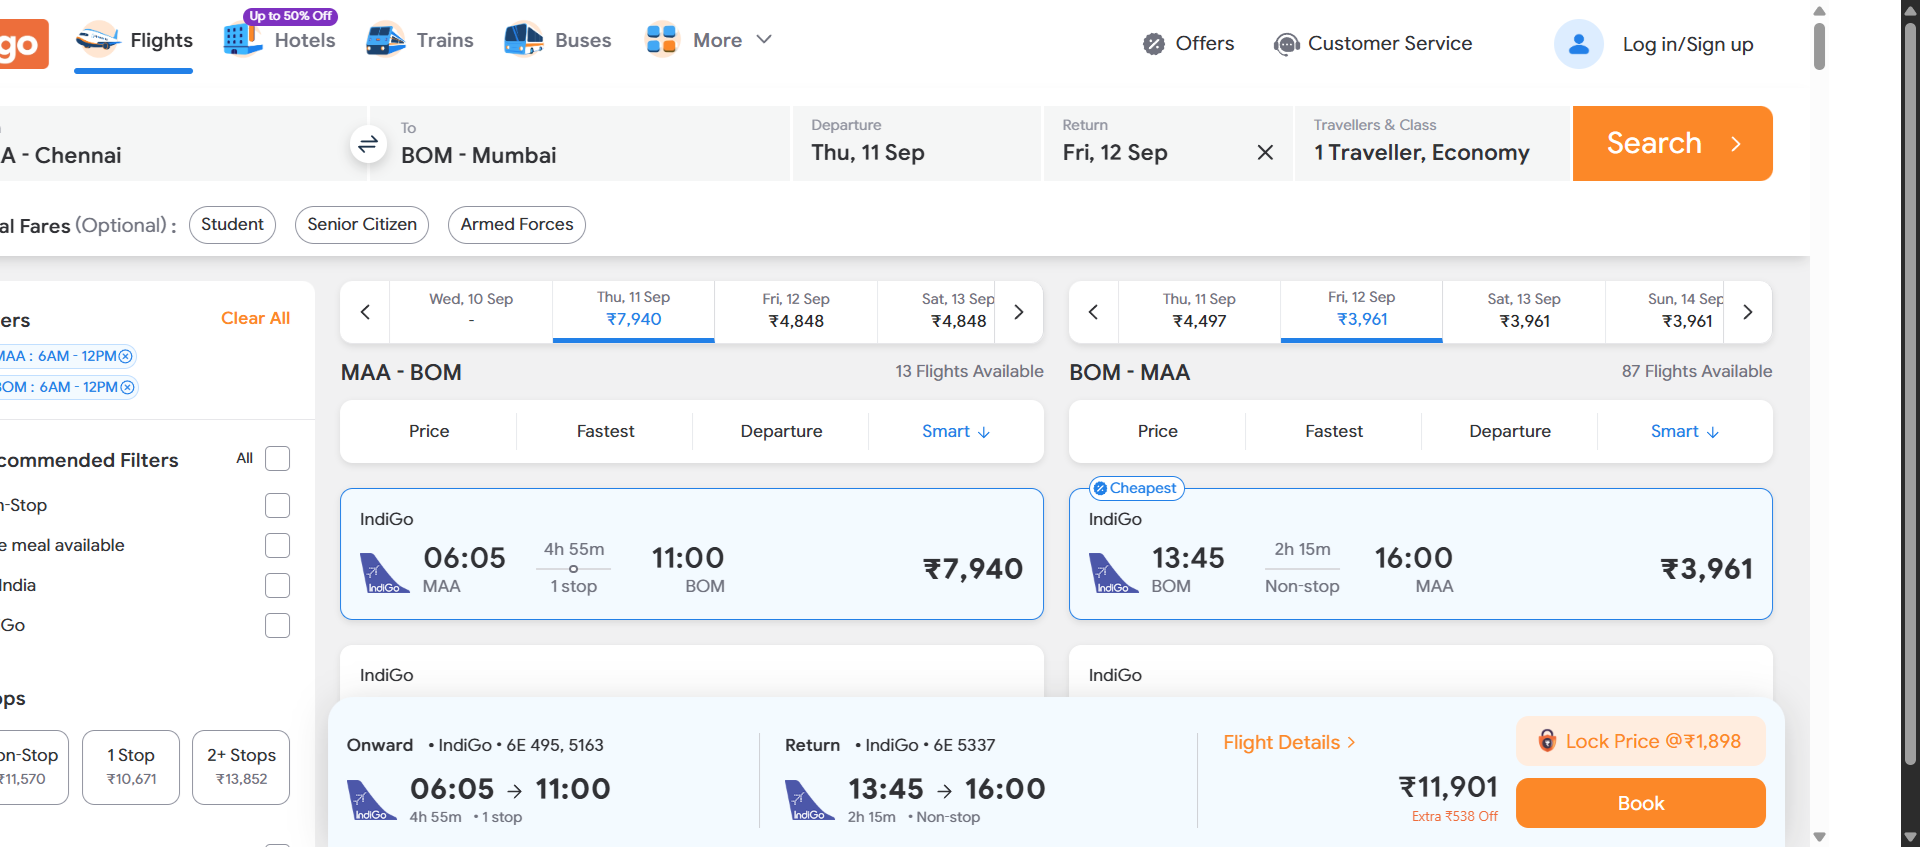 go
Flights
Up to 50% Off
Hotels
Trains
Buses
More
Offers
Customer Service
Log in/Sign up
A - Chennai
To
BOM - Mumbai
Departure
Thu, 11 Sep
Return
Fri, 12 Sep
Travellers & Class
1 Traveller, Economy
Search
al Fares (Optional) :
Student
Senior Citizen
Armed Forces
ers
Clear All
MAA : 6AM - 12PM
BOM : 6AM - 12PM
commended Filters
All
n-Stop
e meal available
India
Go
ps
on-Stop
₹11,570
1 Stop
₹10,671
2+ Stops
₹13,852
Wed, 10 Sep
-
Thu, 11 Sep
₹7,940
Fri, 12 Sep
₹4,848
Sat, 13 Sep
₹4,848
MAA - BOM
13 Flights Available
Price
Fastest
Departure
Smart
IndiGo
IndiGo
06:05
MAA
4h 55m
1 stop
11:00
BOM
₹7,940
IndiGo
Thu, 11 Sep
₹4,497
Fri, 12 Sep
₹3,961
Sat, 13 Sep
₹3,961
Sun, 14 Sep
₹3,961
BOM - MAA
87 Flights Available
Price
Fastest
Departure
Smart
Cheapest
IndiGo
IndiGo
13:45
BOM
2h 15m
Non-stop
16:00
MAA
₹3,961
IndiGo
Onward • IndiGo • 6E 495, 5163
IndiGo
06:05 → 11:00
4h 55m • 1 stop
Return • IndiGo • 6E 5337
IndiGo
13:45 → 16:00
2h 15m • Non-stop
Flight Details
₹11,901
Extra ₹538 Off
Lock Price @₹1,898
Book